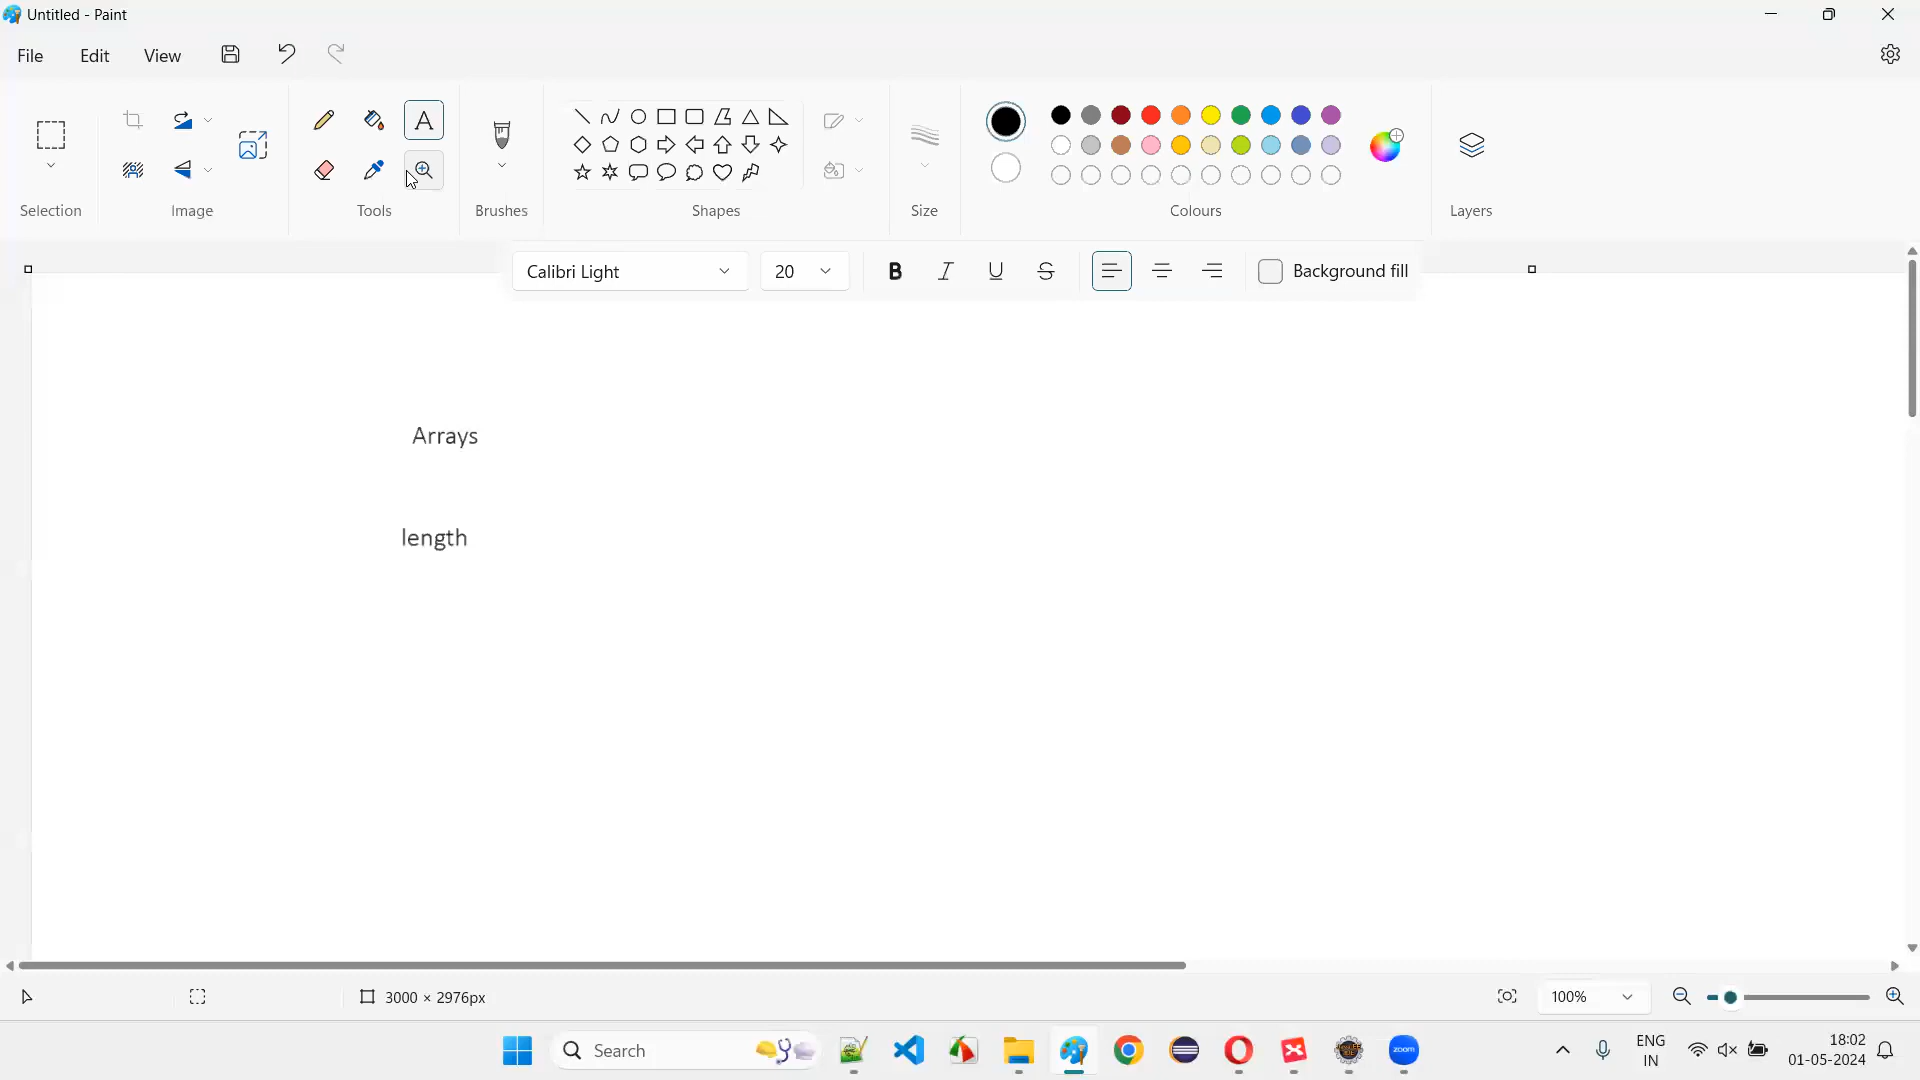 Untitled - Paint
File Edit View
Selection Image Tools Brushes Shapes Size Colours Layers
Calibri Light 20 B I U S Background fill
Arrays
length
3000 × 2976px 100%
Search zoom ENG 18:02
IN 01-05-2024